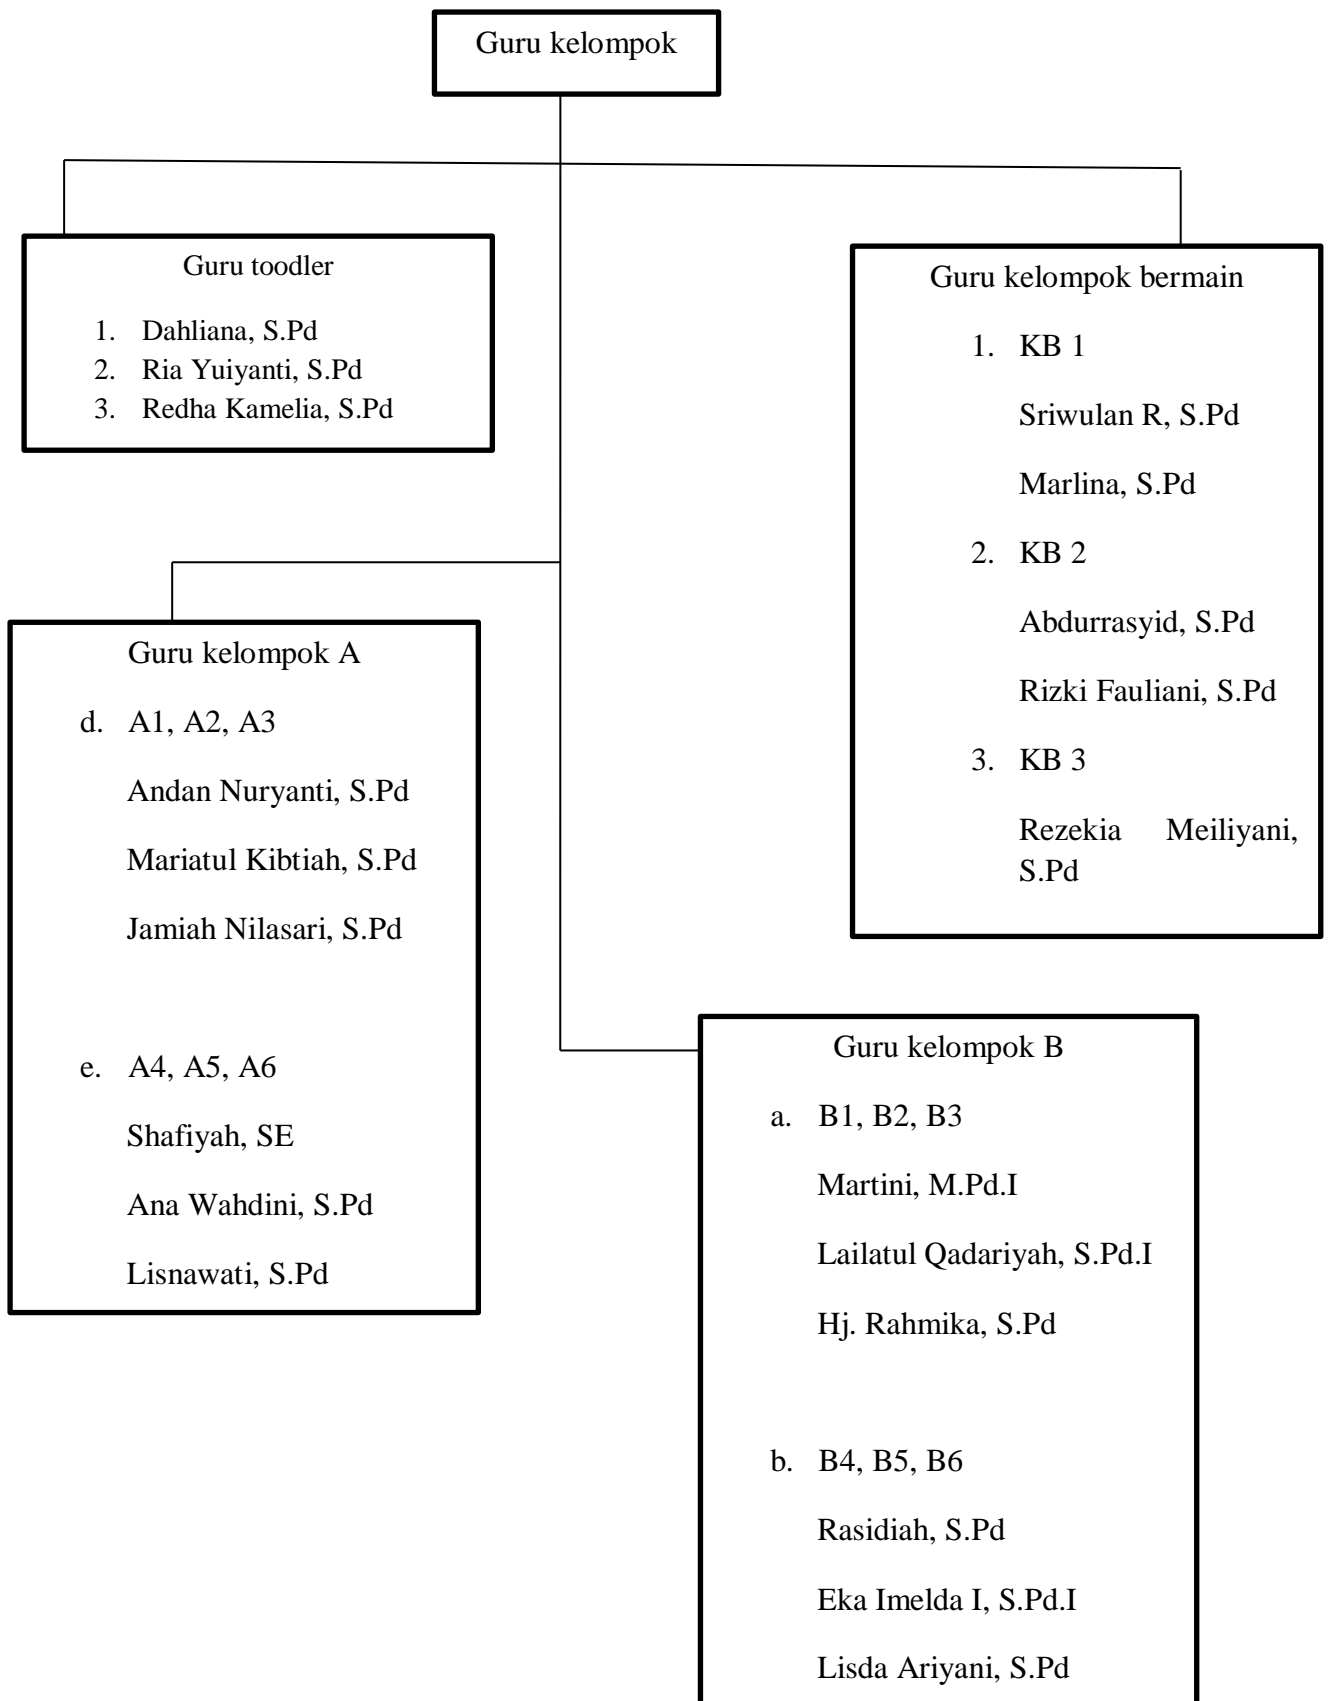 Guru kelompok
Guru toodler
1. Dahliana, S.Pd
2. Ria Yuiyanti, S.Pd
3. Redha Kamelia, S.Pd
Guru kelompok bermain
1. KB 1
Sriwulan R, S.Pd
Marlina, S.Pd
2. KB 2
Abdurrasyid, S.Pd
Rizki Fauliani, S.Pd
3. KB 3
Rezekia Meiliyani,
S.Pd
Guru kelompok A
d. A1, A2, A3
Andan Nuryanti, S.Pd
Mariatul Kibtiah, S.Pd
Jamiah Nilasari, S.Pd
e. A4, A5, A6
Shafiyah, SE
Ana Wahdini, S.Pd
Lisnawati, S.Pd
Guru kelompok B
a. B1, B2, B3
Martini, M.Pd.I
Lailatul Qadariyah, S.Pd.I
Hj. Rahmika, S.Pd
b. B4, B5, B6
Rasidiah, S.Pd
Eka Imelda I, S.Pd.I
Lisda Ariyani, S.Pd